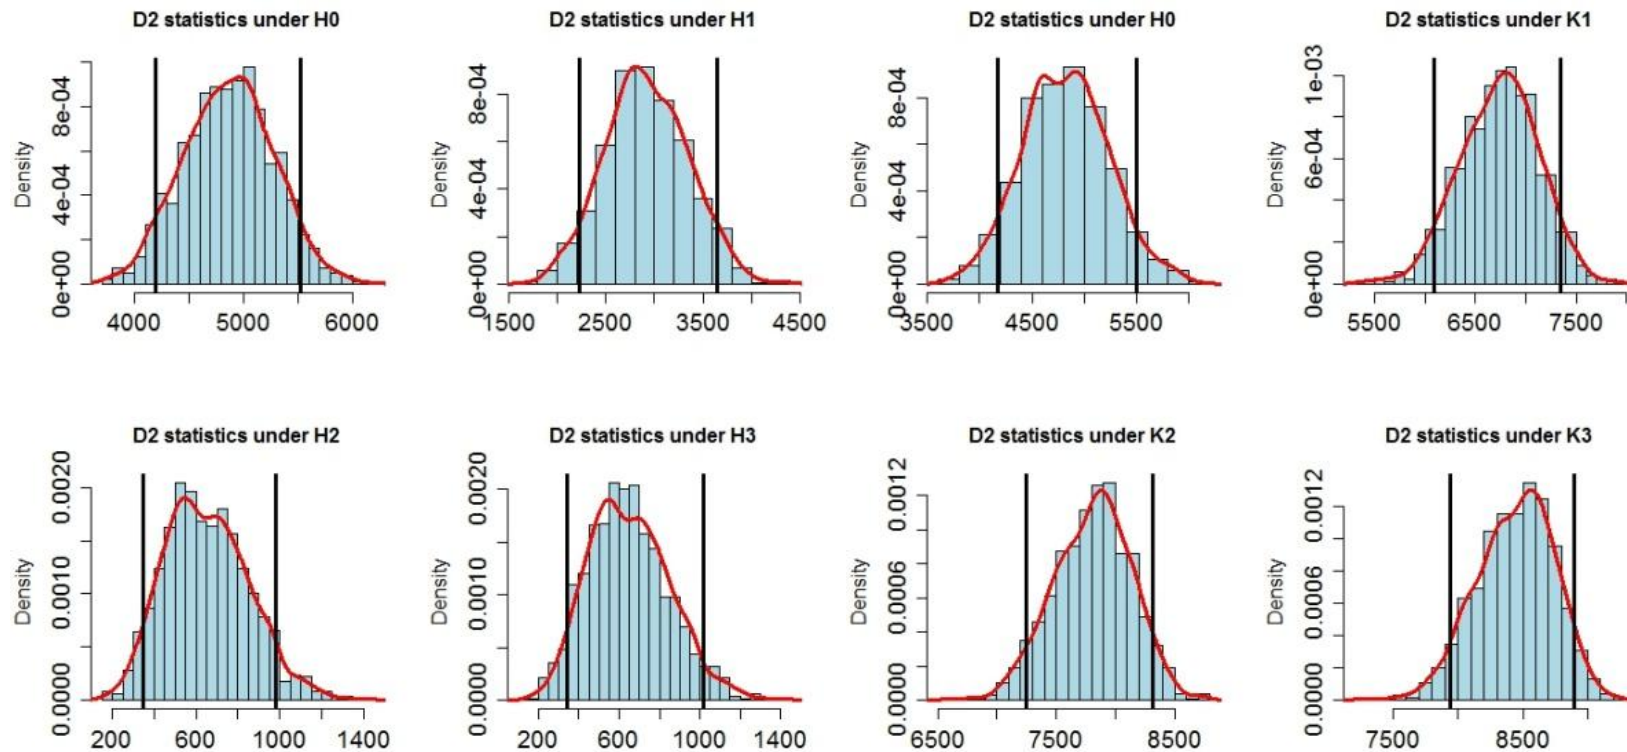 D2 statistics under H0
Density
0e+00
4e-04
8e-04
4000
5000
6000
D2 statistics under H1
Density
0e+00
4e-04
8e-04
1500
2500
3500
4500
D2 statistics under H0
Density
0e+00
4e-04
8e-04
3500
4500
5500
D2 statistics under K1
Density
0e+00
6e-04
1e-03
5500
6500
7500
D2 statistics under H2
Density
0.0000
0.0010
0.0020
200
600
1000
1400
D2 statistics under H3
Density
0.0000
0.0010
0.0020
200
600
1000
1400
D2 statistics under K2
Density
0.0000
0.0006
0.0012
6500
7500
8500
D2 statistics under K3
Density
0.0000
0.0006
0.0012
7500
8500